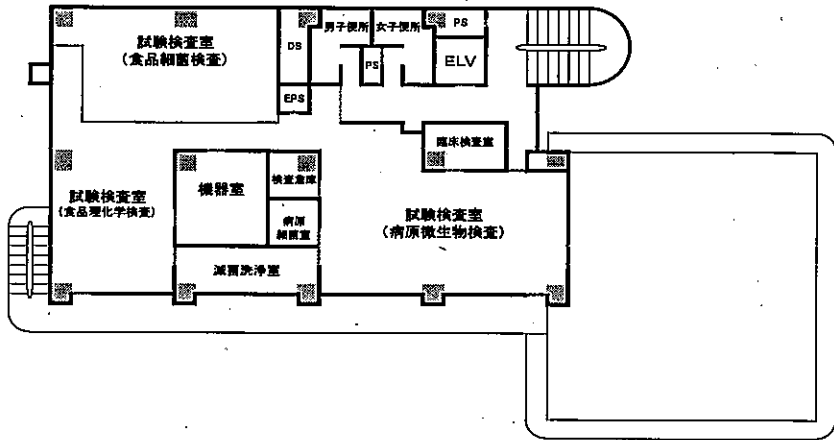 試験検査室
(食品細菌検査)
DS
男子便所
女子便所
PS
PS
ELV
EPS
臨床検査室
試験検査室
(食品理化学検査)
機器室
検査倉庫
病原
細菌室
試験検査室
(病原微生物検査)
滅菌洗浄室